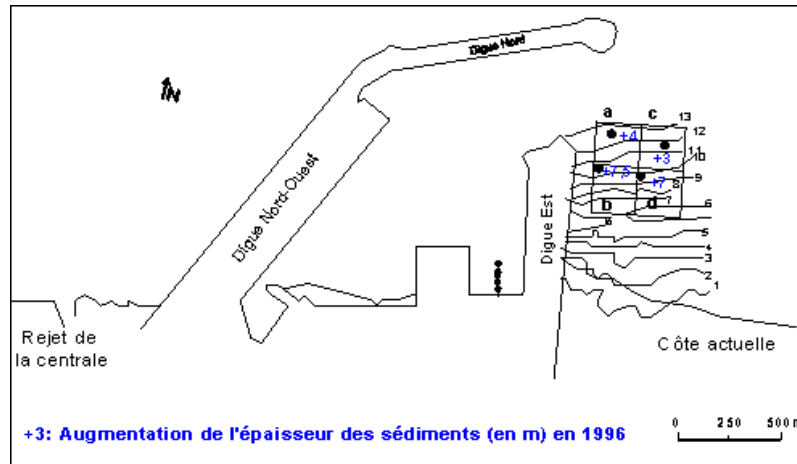 Digue Nord
N
a c 13
+4 12
11
+3 10
+7,5 9
+7 8
b d 7
6
6
5
4
3
2
1
Digue Nord-Ouest
Digue Est
Rejet de
la centrale
Côte actuelle
+3: Augmentation de l'épaisseur des sédiments (en m) en 1996
0 250 500m